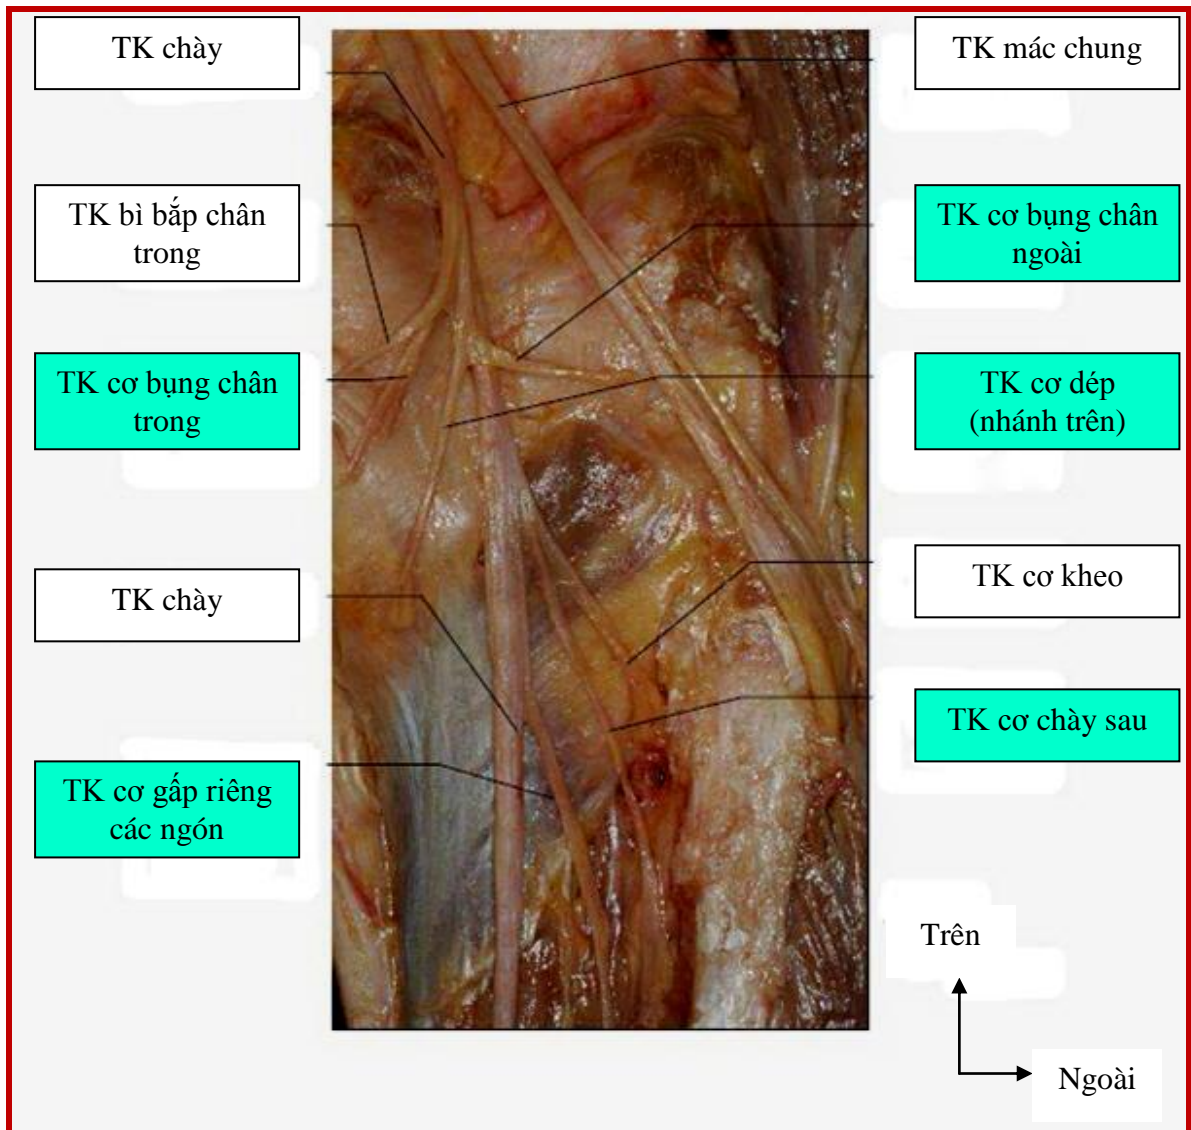 TK chày
TK mác chung
TK bì bắp chân
trong
TK cơ bụng chân
ngoài
TK cơ bụng chân
trong
TK cơ dép
(nhánh trên)
TK chày
TK cơ kheo
TK cơ gấp riêng
các ngón
TK cơ chày sau
Trên
Ngoài